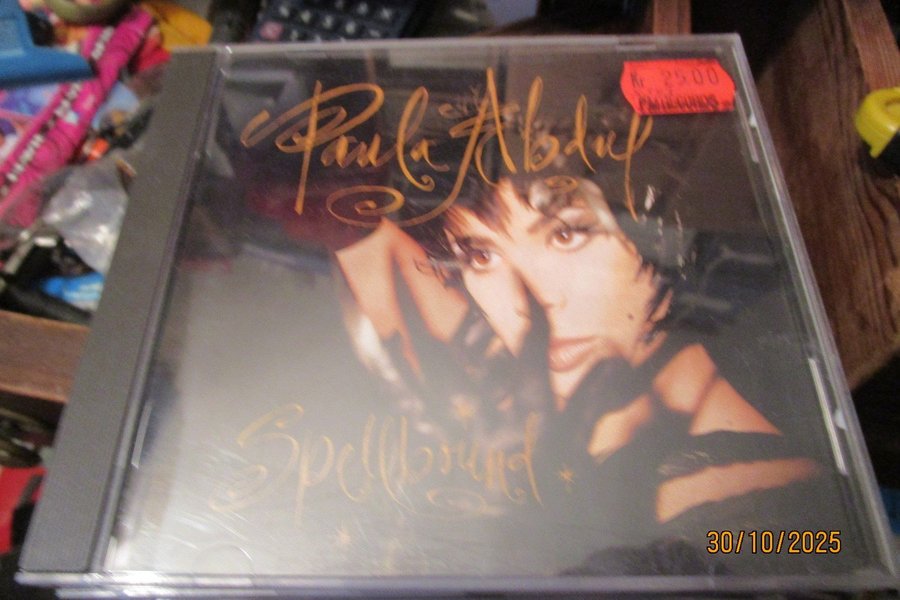 Paula Abdul
Kr. 25.00
Spellbound
30/10/2025